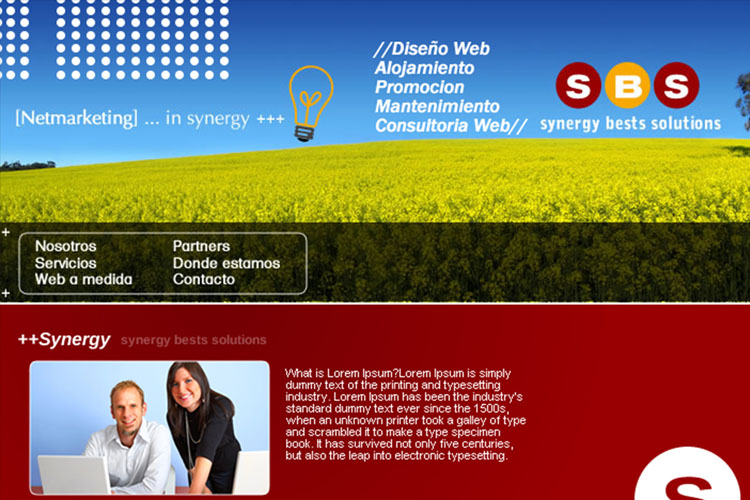 //Diseño Web
Alojamiento
Promocion
Mantenimiento
Consultoria Web//
[Netmarketing] ... in synergy +++
SBS
synergy bests solutions
+
Nosotros
Servicios
Web a medida
Partners
Donde estamos
Contacto
+
++Synergy synergy bests solutions
What is Lorem Ipsum?Lorem Ipsum is simply
dummy text of the printing and typesetting
industry. Lorem Ipsum has been the industry's
standard dummy text ever since the 1500s,
when an unknown printer took a galley of type
and scrambled it to make a type specimen
book. It has survived not only five centuries,
but also the leap into electronic typesetting.
S